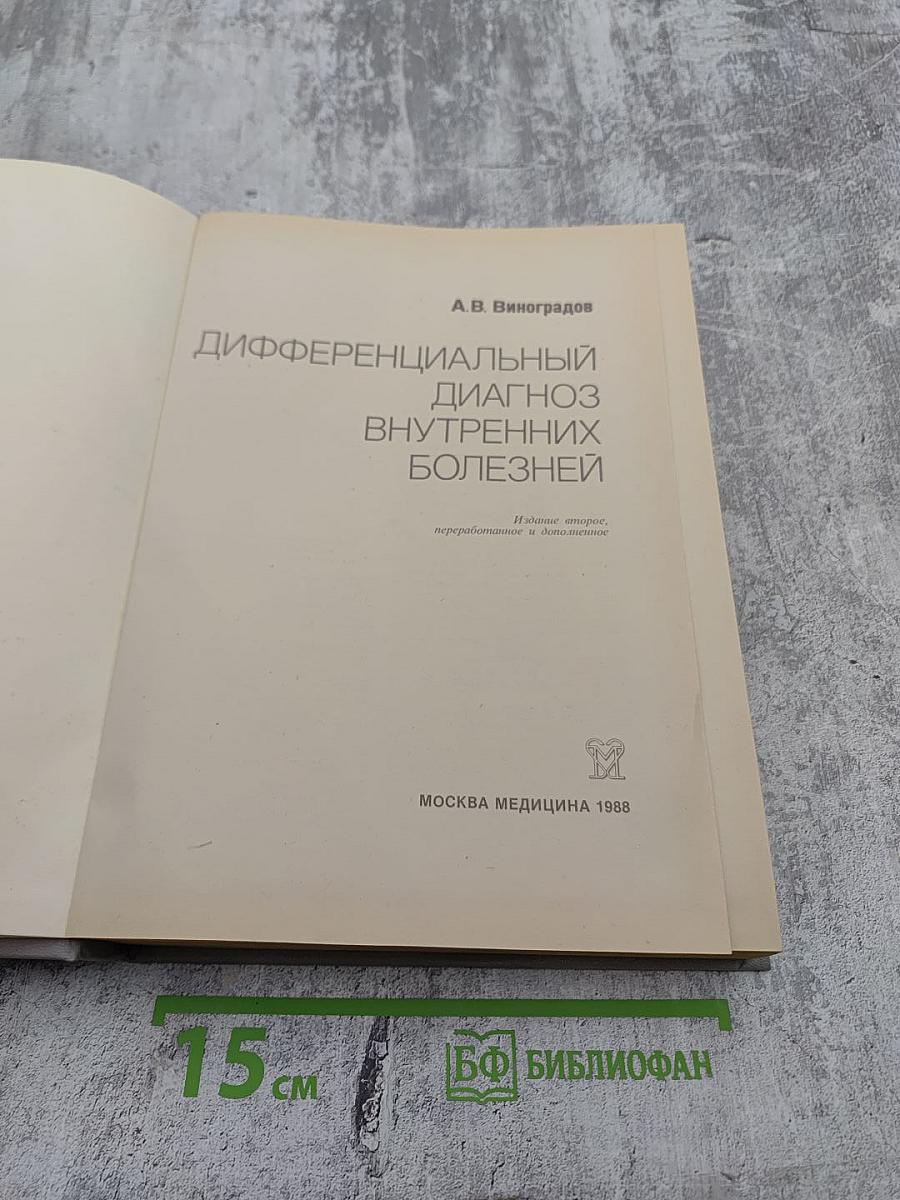 А. В. Виноградов
ДИФФЕРЕНЦИАЛЬНЫЙ
ДИАГНОЗ
ВНУТРЕННИХ
БОЛЕЗНЕЙ
Издание второе,
переработанное и дополненное
МОСКВА МЕДИЦИНА 1988
15 см
БФ БИБЛИОФАН